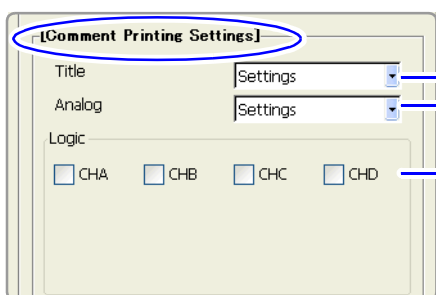 [Comment Printing Settings]
Title Settings
Analog Settings
Logic
CHA CHB CHC CHD